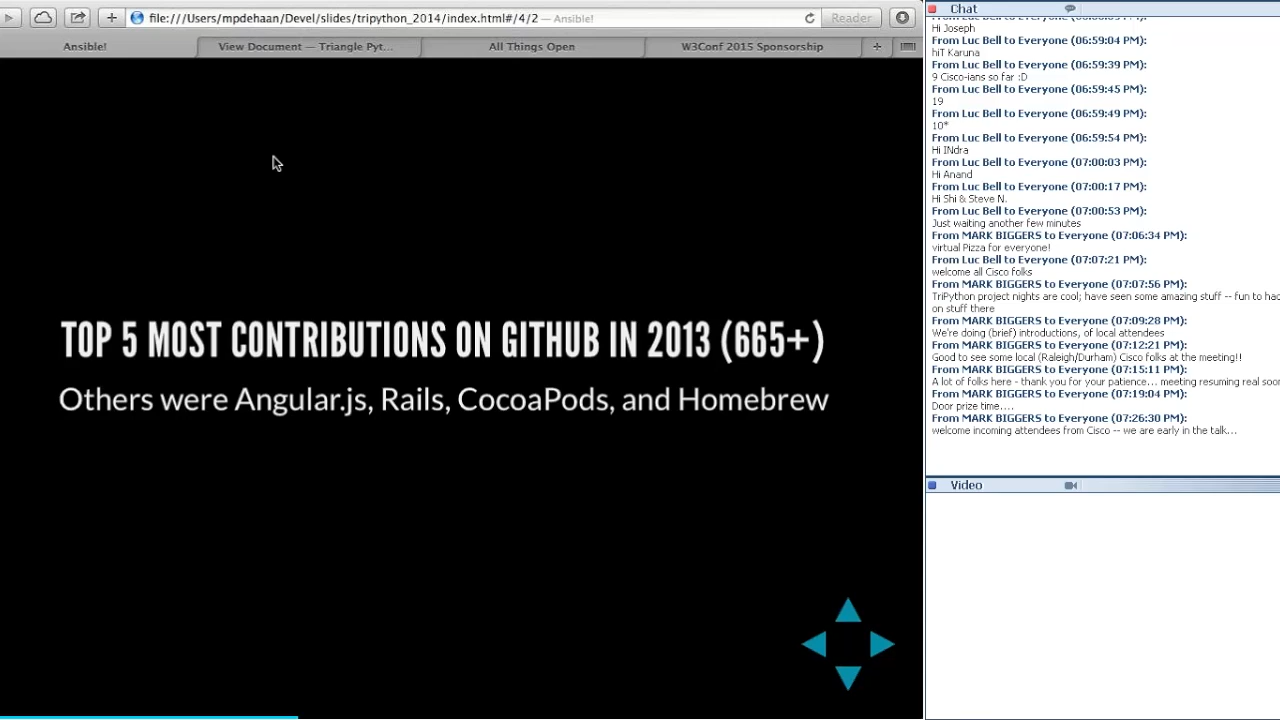 file:///Users/mpdehaan/Devel/slides/tripython_2014/index.html#/4/2 — Ansible!
Reader
Ansible!
View Document — Triangle Pyt...
All Things Open
W3Conf 2015 Sponsorship
TOP 5 MOST CONTRIBUTIONS ON GITHUB IN 2013 (665+)
Others were Angular.js, Rails, CocoaPods, and Homebrew
Chat
Hi Joseph
From Luc Bell to Everyone (06:59:04 PM):
hiT Karuna
From Luc Bell to Everyone (06:59:39 PM):
9 Cisco-ians so far :D
From Luc Bell to Everyone (06:59:45 PM):
19
From Luc Bell to Everyone (06:59:49 PM):
10*
From Luc Bell to Everyone (06:59:54 PM):
Hi INdra
From Luc Bell to Everyone (07:00:03 PM):
Hi Anand
From Luc Bell to Everyone (07:00:17 PM):
Hi Shi & Steve N.
From Luc Bell to Everyone (07:00:53 PM):
Just waiting another few minutes
From MARK BIGGERS to Everyone (07:06:34 PM):
virtual Pizza for everyone!
From Luc Bell to Everyone (07:07:21 PM):
welcome all Cisco folks
From MARK BIGGERS to Everyone (07:07:56 PM):
TriPython project nights are cool; have seen some amazing stuff -- fun to hac
on stuff there
From MARK BIGGERS to Everyone (07:09:28 PM):
We're doing (brief) introductions, of local attendees
From MARK BIGGERS to Everyone (07:12:21 PM):
Good to see some local (Raleigh/Durham) Cisco folks at the meeting!!
From MARK BIGGERS to Everyone (07:15:11 PM):
A lot of folks here - thank you for your patience... meeting resuming real soon
From MARK BIGGERS to Everyone (07:19:04 PM):
Door prize time....
From MARK BIGGERS to Everyone (07:26:30 PM):
welcome incoming attendees from Cisco -- we are early in the talk...
Video